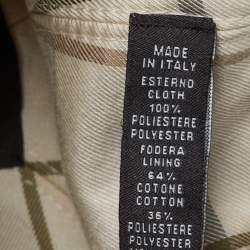 MADE
IN ITALY
ESTERNO
CLOTH
100%
POLIESTERE
POLYESTER
FODERA
LINING
64%
COTONE
COTTON
36%
POLIESTERE
POLYESTER